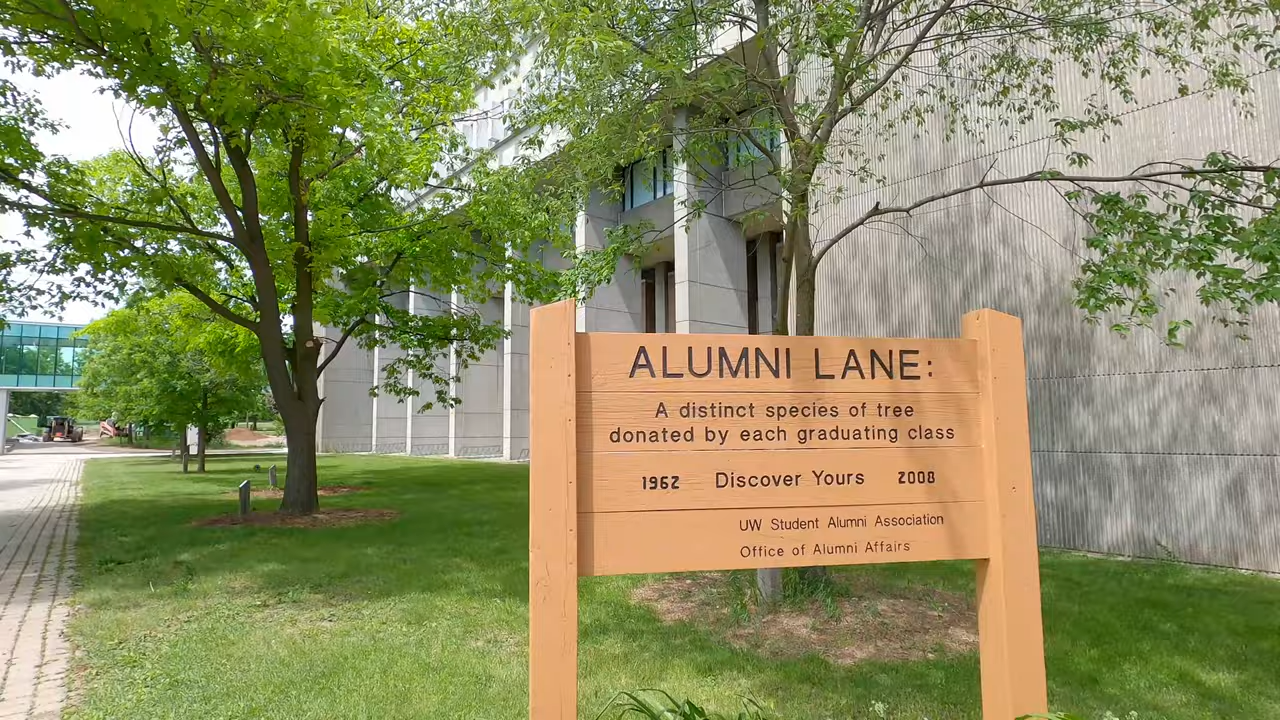 ALUMNI LANE:
A distinct species of tree
donated by each graduating class
1962 Discover Yours 2008
UW Student Alumni Association
Office of Alumni Affairs